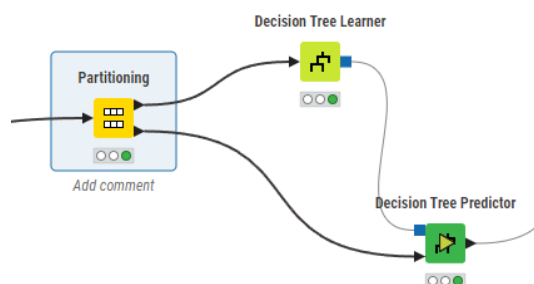 Decision Tree Learner
Partitioning
Add comment
Decision Tree Predictor